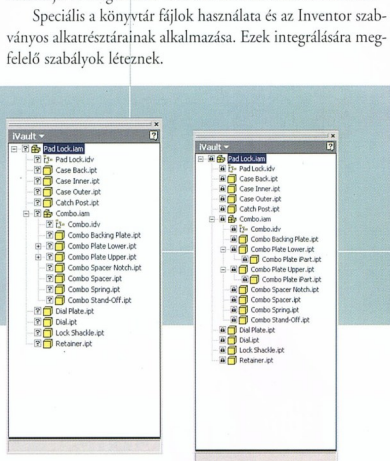 Speciális a könyvtár fájlok használata és az Inventor szab-
ványos alkatrésztárainak alkalmazása. Ezek integrálására meg-
felelő szabályok léteznek.
iVault
Pad Lock.iam
Pad Lock.idv
Case Back.ipt
Case Inner.ipt
Case Outer.ipt
Catch Post.ipt
Combo.iam
Combo.idv
Combo Backing Plate.ipt
Combo Plate Lower.ipt
Combo Plate Upper.ipt
Combo Spacer Notch.ipt
Combo Spacer.ipt
Combo Spring.ipt
Combo Stand-Off.ipt
Dial Plate.ipt
Dial.ipt
Lock Shackle.ipt
Retainer.ipt
iVault
Pad Lock.iam
Pad Lock.idv
Case Back.ipt
Case Inner.ipt
Case Outer.ipt
Catch Post.ipt
Combo.iam
Combo.idv
Combo Backing Plate.ipt
Combo Plate Lower.ipt
Combo Plate iPart.ipt
Combo Plate Upper.ipt
Combo Plate iPart.ipt
Combo Spacer Notch.ipt
Combo Spacer.ipt
Combo Spring.ipt
Combo Stand-Off.ipt
Dial Plate.ipt
Dial.ipt
Lock Shackle.ipt
Retainer.ipt